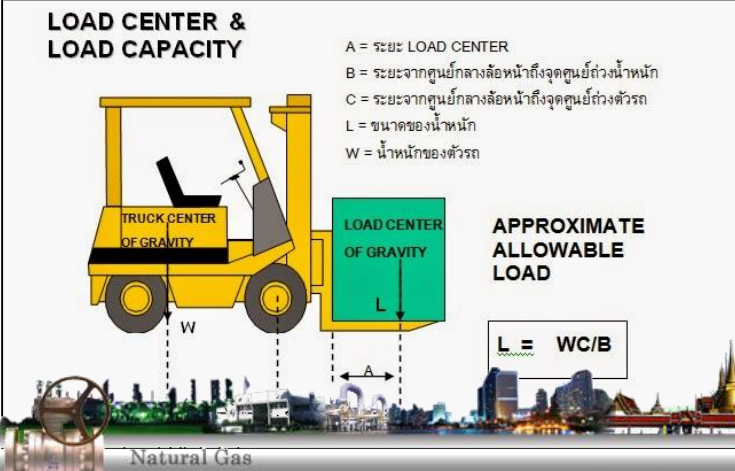 LOAD CENTER &
LOAD CAPACITY
A = ระยะ LOAD CENTER
B = ระยะจากศูนย์กลางล้อหน้าถึงจุดศูนย์ถ่วงน้ำหนัก
C = ระยะจากศูนย์กลางล้อหน้าถึงจุดศูนย์ถ่วงตัวรถ
L = ขนาดของน้ำหนัก
W = น้ำหนักของตัวรถ
TRUCK CENTER
OF GRAVITY
LOAD CENTER
OF GRAVITY
L
W
A
APPROXIMATE
ALLOWABLE
LOAD
L = WC/B
Natural Gas